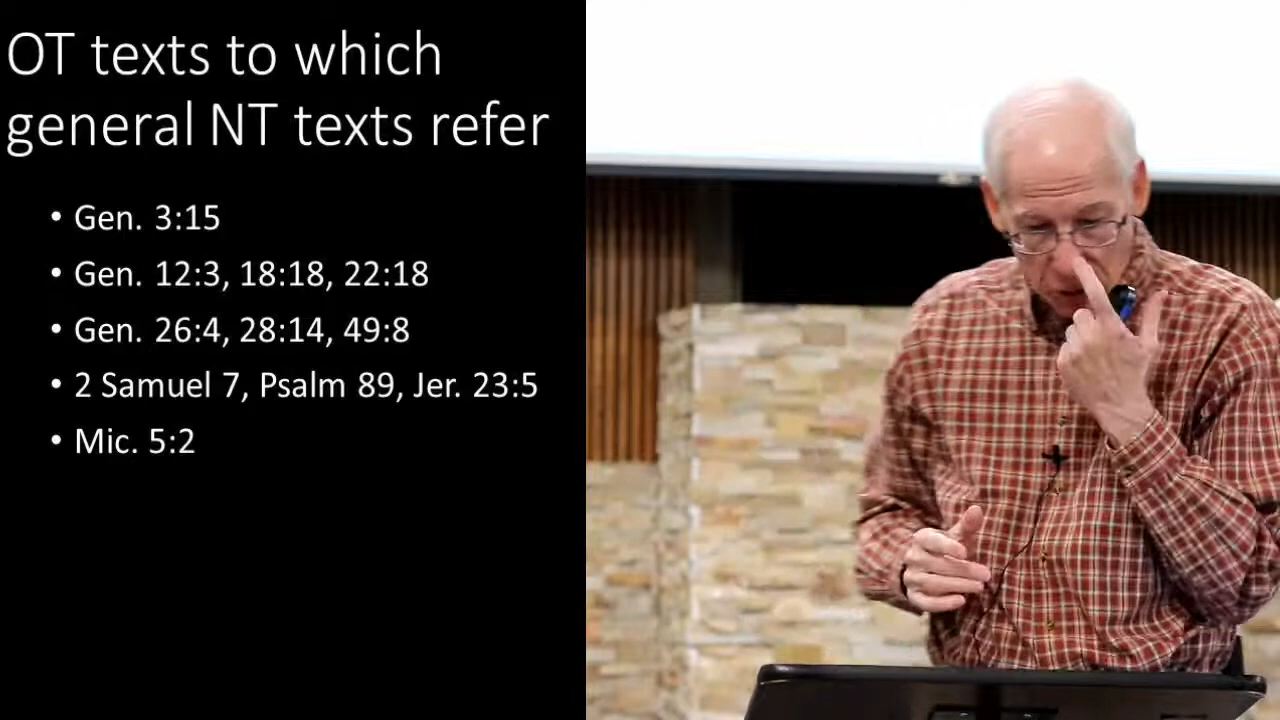 OT texts to which
general NT texts refer
• Gen. 3:15
• Gen. 12:3, 18:18, 22:18
• Gen. 26:4, 28:14, 49:8
• 2 Samuel 7, Psalm 89, Jer. 23:5
• Mic. 5:2